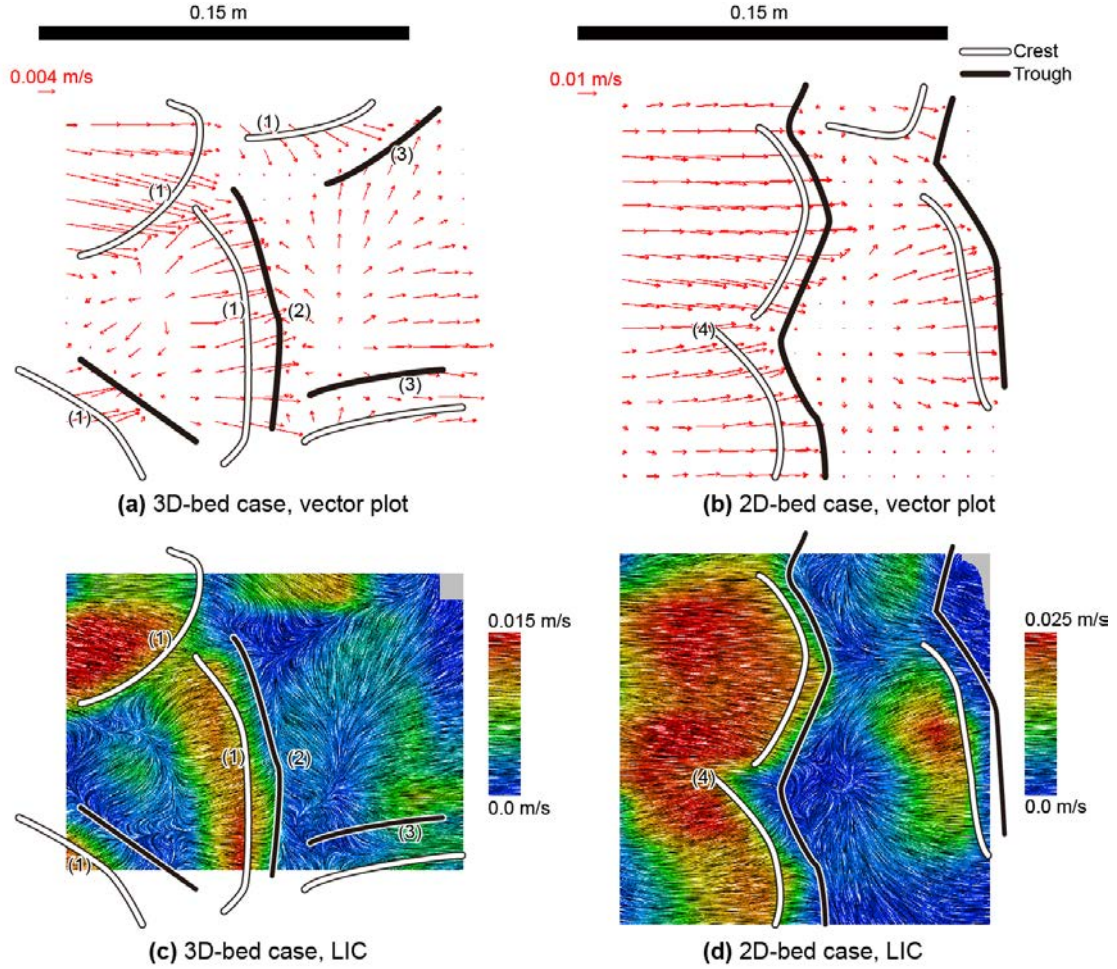 0.15 m
0.15 m
Crest
Trough
0.004 m/s
0.01 m/s
(1)
(3)
(1)
(1)
(2)
(3)
(1)
(4)
(a) 3D-bed case, vector plot
(b) 2D-bed case, vector plot
(1)
(1)
(2)
(3)
(1)
0.015 m/s
0.0 m/s
(4)
0.025 m/s
0.0 m/s
(c) 3D-bed case, LIC
(d) 2D-bed case, LIC